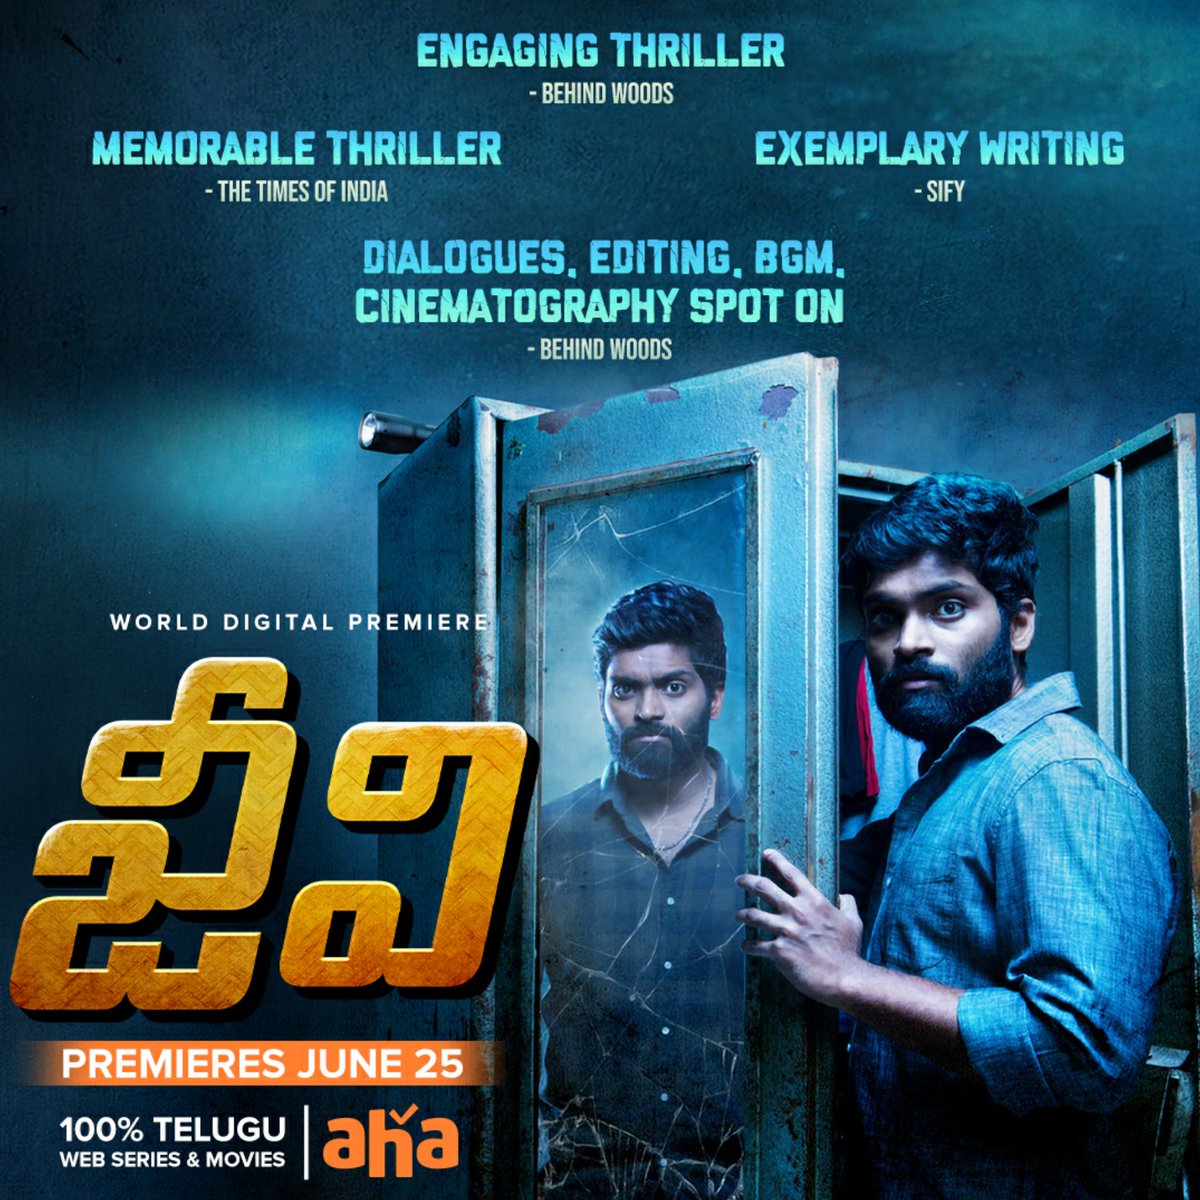 ENGAGING THRILLER
- BEHIND WOODS
MEMORABLE THRILLER
- THE TIMES OF INDIA
EXEMPLARY WRITING
- SIFY
DIALOGUES, EDITING, BGM,
CINEMATOGRAPHY SPOT ON
- BEHIND WOODS
WORLD DIGITAL PREMIERE
జీవి
PREMIERES JUNE 25
100% TELUGU
WEB SERIES & MOVIES
aha